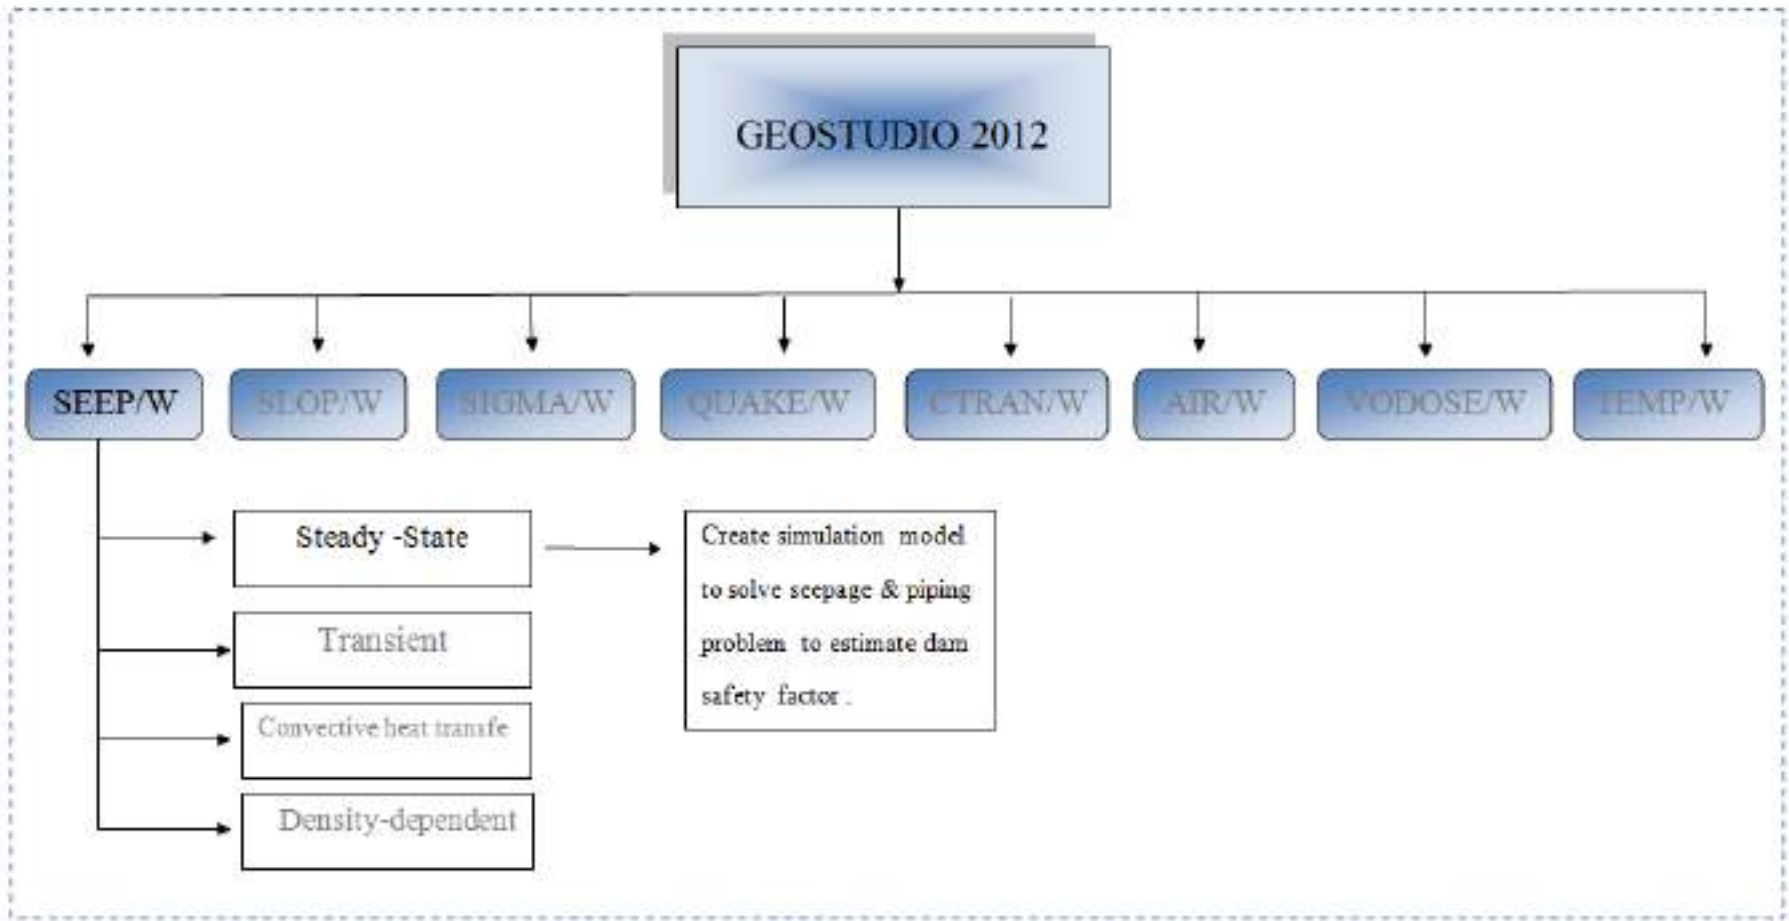 GEOSTUDIO 2012
SEEP/W
SLOP/W
SIGMA/W
QUAKE/W
CTRAN/W
AIR/W
VODOSE/W
TEMP/W
Steady -State
Create simulation model
to solve seepage & piping
problem to estimate dam
safety factor .
Transient
Convective heat transfe
Density-dependent